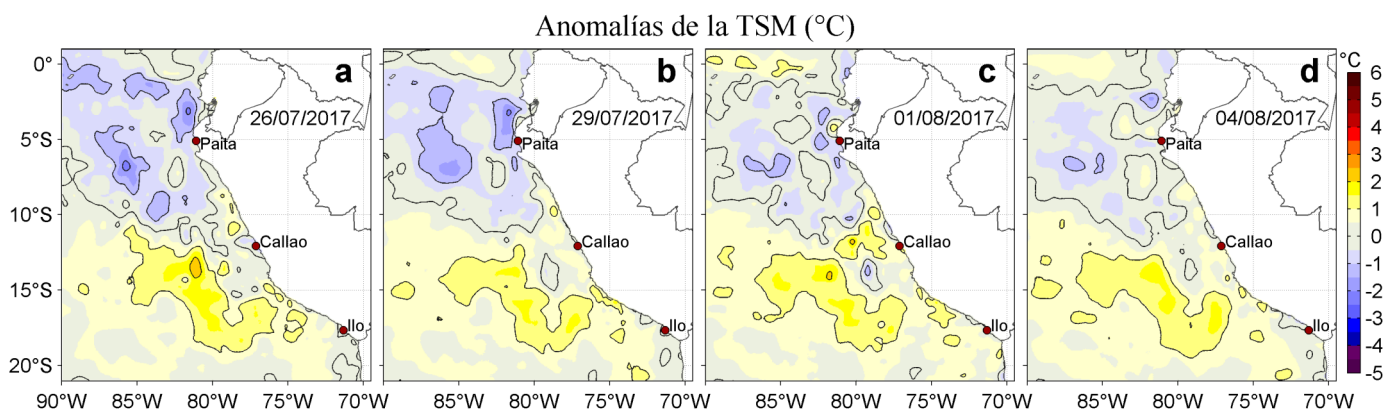 Anomalías de la TSM (°C)
a
b
c
d
26/07/2017
29/07/2017
01/08/2017
04/08/2017
Paita
Paita
Paita
Paita
Callao
Callao
Callao
Callao
Ilo
Ilo
Ilo
Ilo
0°
5°S
10°S
15°S
20°S
90°W 85°W 80°W 75°W 70°W
85°W 80°W 75°W 70°W
85°W 80°W 75°W 70°W
85°W 80°W 75°W 70°W
°C
6
5
4
3
2
1
0
-1
-2
-3
-4
-5